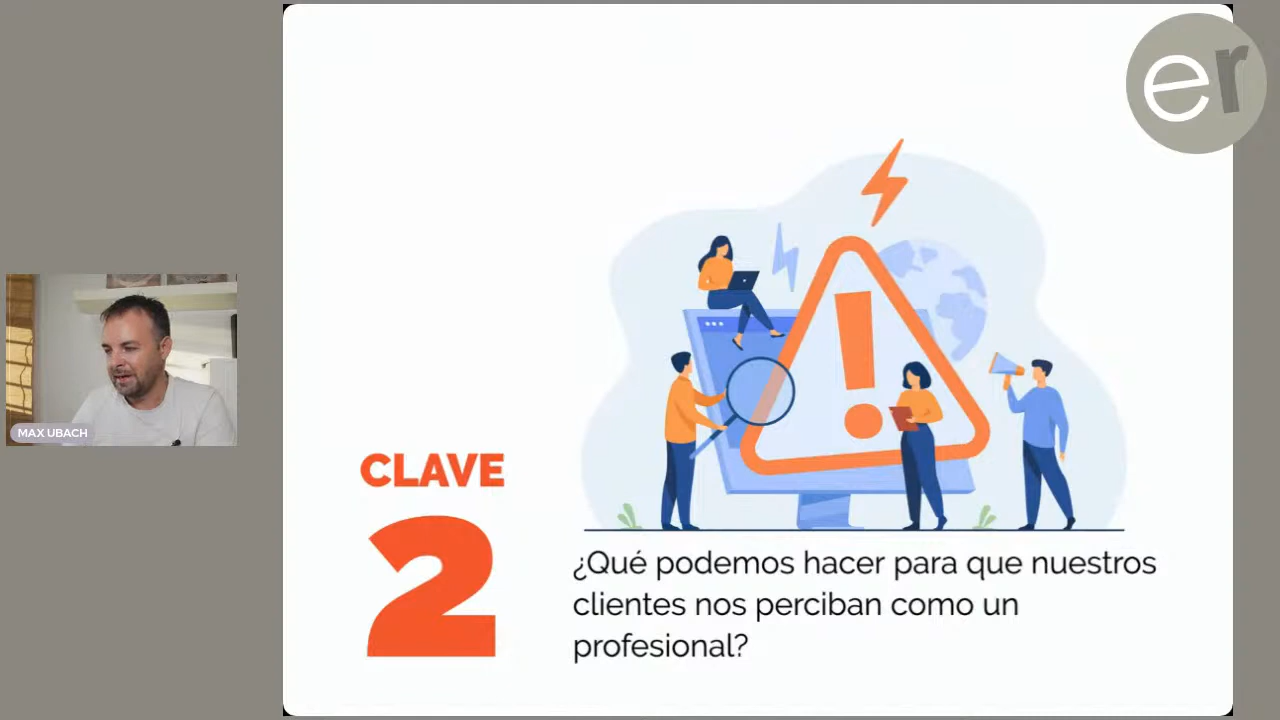 er
MAX UBACH
CLAVE
2
¿Qué podemos hacer para que nuestros
clientes nos perciban como un
profesional?